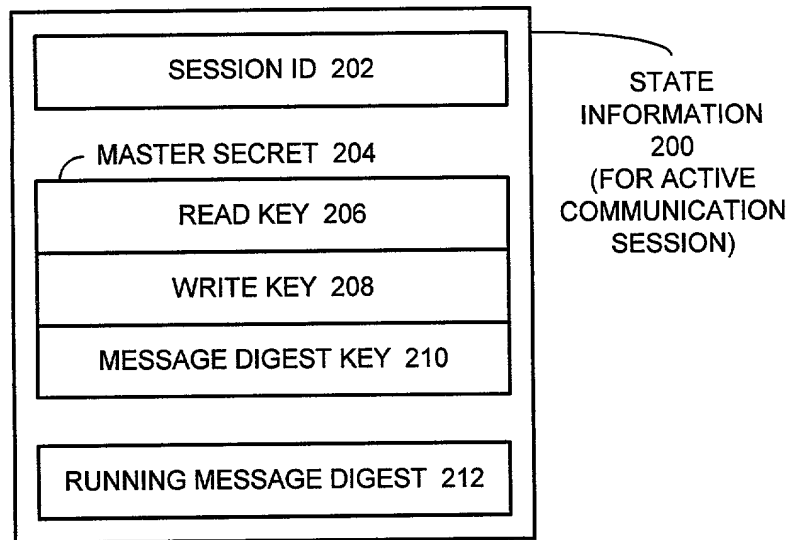 SESSION ID 202
MASTER SECRET 204
READ KEY 206
WRITE KEY 208
MESSAGE DIGEST KEY 210
RUNNING MESSAGE DIGEST 212
STATE
INFORMATION
200
(FOR ACTIVE
COMMUNICATION
SESSION)